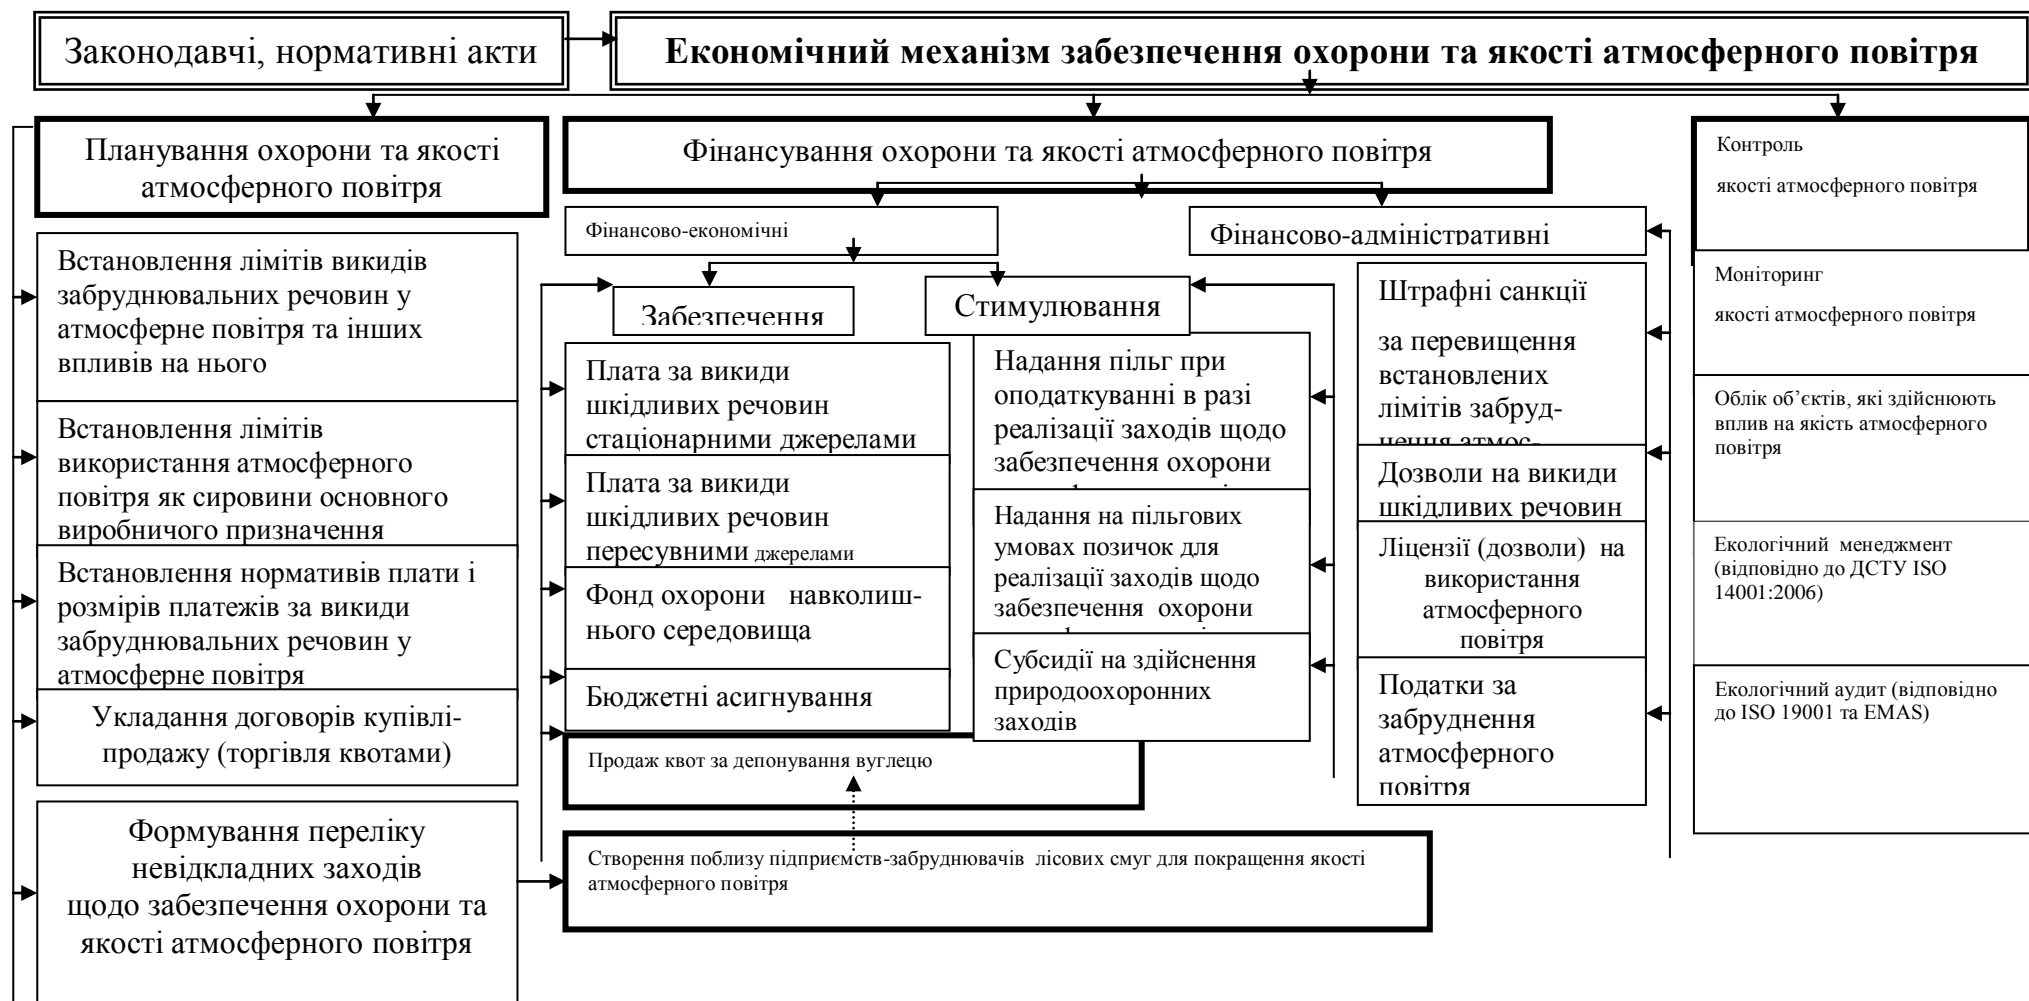 Законодавчі, нормативні акти
Економічний механізм забезпечення охорони та якості атмосферного повітря
Планування охорони та якості
атмосферного повітря
Встановлення лімітів викидів
забруднювальних речовин у
атмосферне повітря та інших
впливів на нього
Встановлення лімітів
використання атмосферного
повітря як сировини основного
виробничого призначення
Встановлення нормативів плати і
розмірів платежів за викиди
забруднювальних речовин у
атмосферне повітря
Укладання договорів купівлі-
продажу (торгівля квотами)
Формування переліку
невідкладних заходів
щодо забезпечення охорони та
якості атмосферного повітря
Фінансування охорони та якості атмосферного повітря
Фінансово-економічні
Фінансово-адміністративні
Забезпечення
Стимулювання
Плата за викиди
шкідливих речовин
стаціонарними джерелами
Плата за викиди
шкідливих речовин
пересувними джерелами
Фонд охорони навколиш-
нього середовища
Бюджетні асигнування
Продаж квот за депонування вуглецю
Створення поблизу підприємств-забруднювачів лісових смуг для покращення якості
атмосферного повітря
Надання пільг при
оподаткуванні в разі
реалізації заходів щодо
забезпечення охорони
Надання на пільгових
умовах позичок для
реалізації заходів щодо
забезпечення охорони
Субсидії на здійснення
природоохоронних
заходів
Штрафні санкції
за перевищення
встановлених
лімітів забруд-
нення атмос-
Дозволи на викиди
шкідливих речовин
Ліцензії (дозволи) на
використання
атмосферного
повітря
Податки за
забруднення
атмосферного
повітря
Контроль
якості атмосферного повітря
Моніторинг
якості атмосферного повітря
Облік об’єктів, які здійснюють
вплив на якість атмосферного
повітря
Екологічний менеджмент
(відповідно до ДСТУ ISO
14001:2006)
Екологічний аудит (відповідно
до ISO 19001 та EMAS)